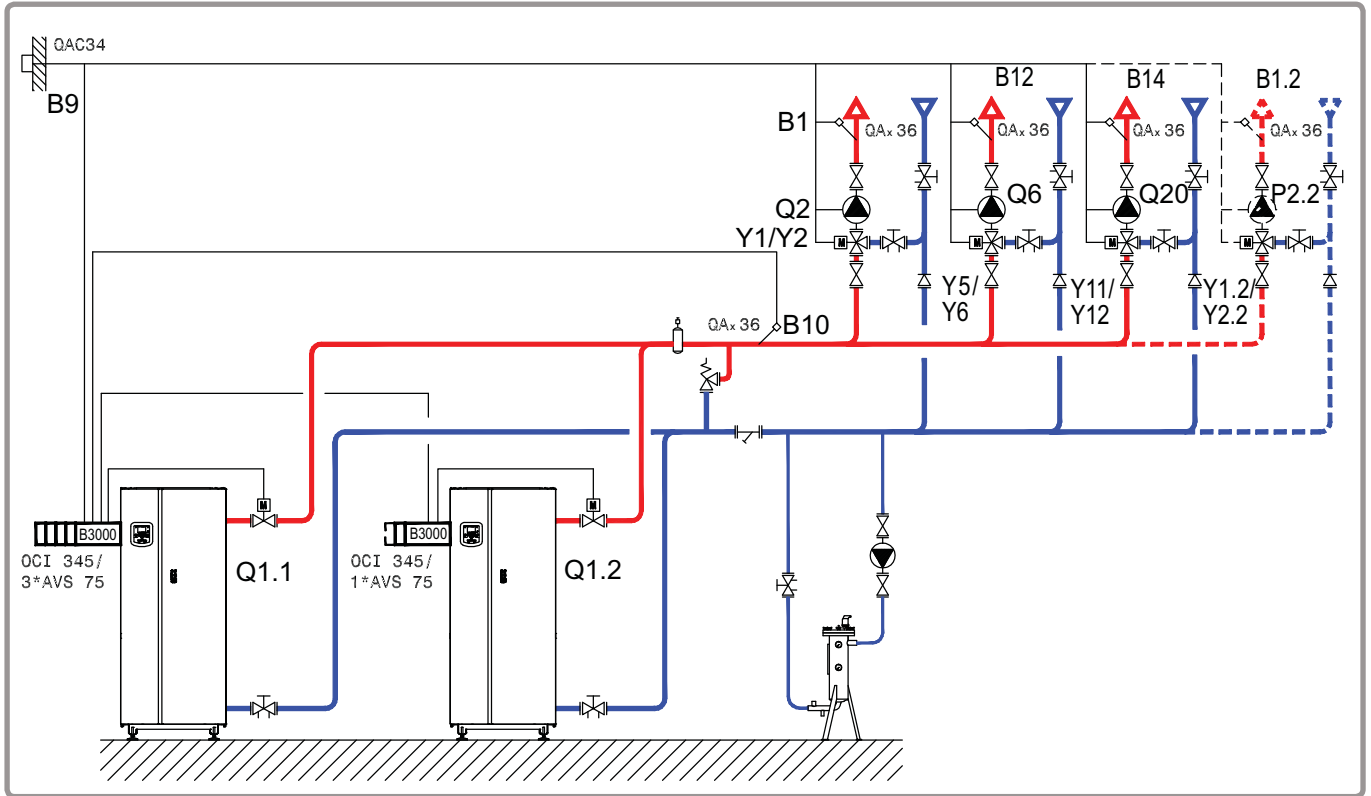 QAC34
B9
B12
B14
B1.2
B1
QAx 36
QAx 36
QAx 36
QAx 36
Q2
Q6
Q20
P2.2
Y1/Y2
M
M
M
M
Y5/
Y6
Y11/
Y12
Y1.2/
Y2.2
QAx 36
B10
M
M
B3000
B3000
OCI 345/
3*AVS 75
Q1.1
OCI 345/
1*AVS 75
Q1.2